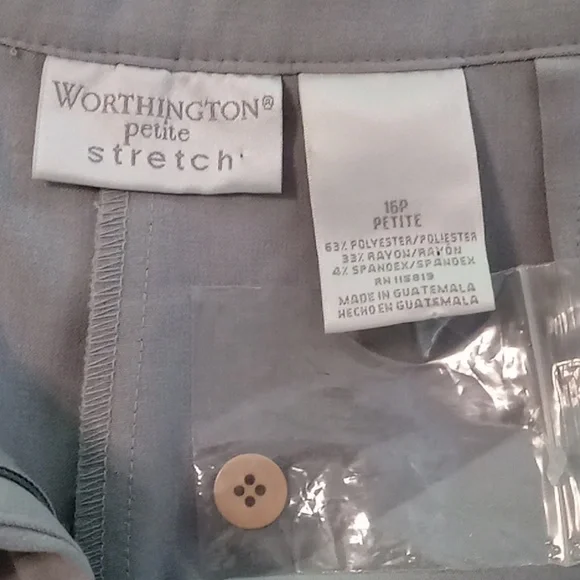 WORTHINGTON®
petite
stretch
16P
PETITE
63% POLYESTER/POLIESTER
33% RAYON/RAYON
4% SPANDEX/SPANDEX
RN 115819
MADE IN GUATEMALA
HECHO EN GUATEMALA